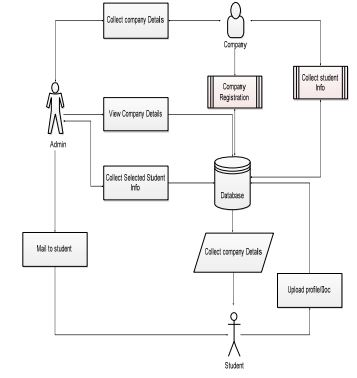 Collect company Details
Company
Company
Registration
Collect student
Info
View Company Details
Admin
Collect Selected Student
Info
Database
Mail to student
Collect company Details
Upload profile/Doc
Student